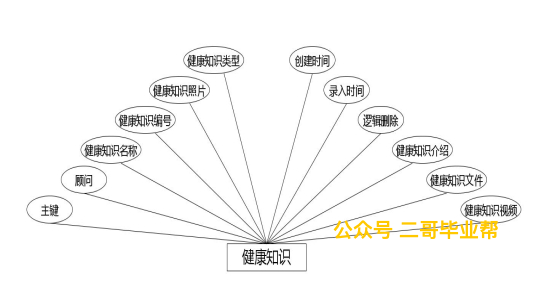 健康知识类型
创建时间
健康知识照片
录入时间
健康知识编号
逻辑删除
健康知识名称
健康知识介绍
顾问
健康知识文件
主键
健康知识视频
公众号 二哥毕业帮
健康知识